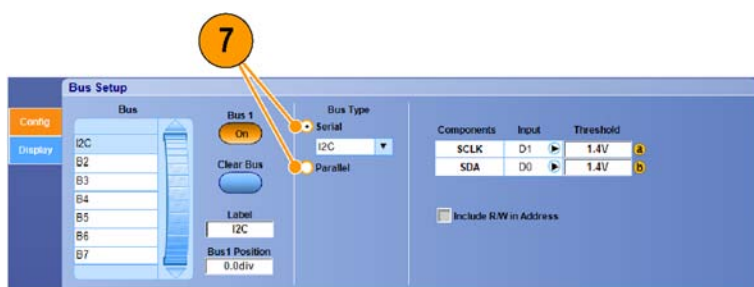 7
Bus Setup
Config
Display
Bus
I2C
B2
B3
B4
B5
B6
B7
Bus 1
On
Clear Bus
Label
I2C
Bus1 Position
0.0div
Bus Type
Serial
I2C
Parallel
Components Input Threshold
SCLK D1 1.4V a
SDA D0 1.4V b
Include R/W in Address